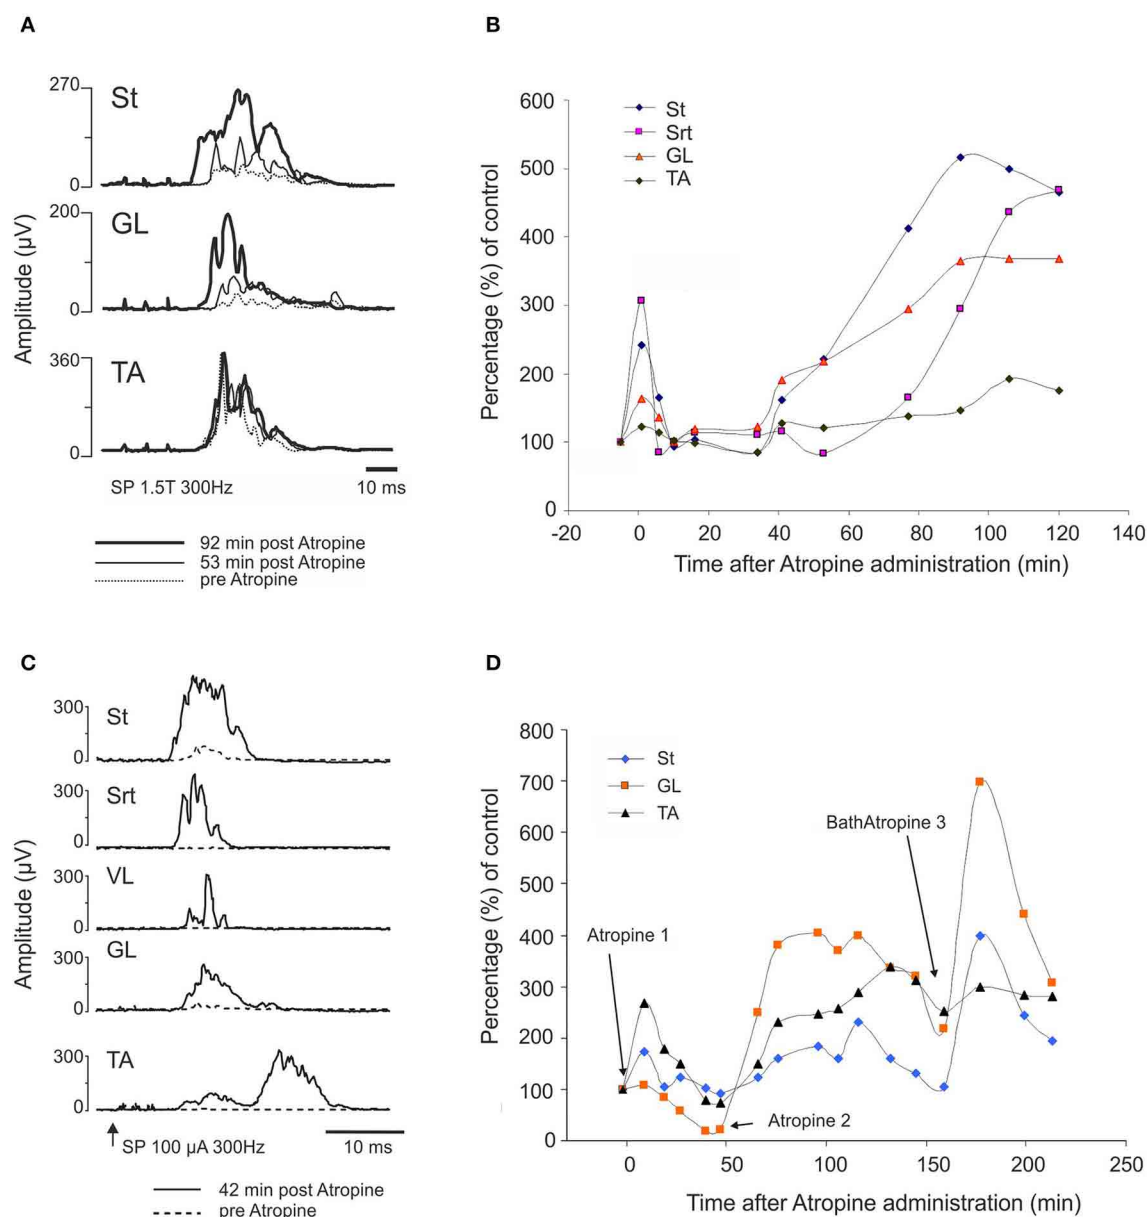 A
270
St
0
200
GL
0
360
TA
0
Amplitude (µV)
SP 1.5T 300Hz
10 ms
92 min post Atropine
53 min post Atropine
pre Atropine
B
600
500
400
300
200
100
0
-20
0
20
40
60
80
100
120
140
St
Srt
GL
TA
Percentage (%) of control
Time after Atropine administration (min)
C
300
St
0
300
Srt
0
300
VL
0
300
GL
0
300
TA
0
Amplitude (µV)
SP 100 µA 300Hz
10 ms
42 min post Atropine
pre Atropine
D
800
700
600
500
400
300
200
100
0
0
50
100
150
200
250
St
GL
TA
Atropine 1
Atropine 2
BathAtropine 3
Percentage (%) of control
Time after Atropine administration (min)